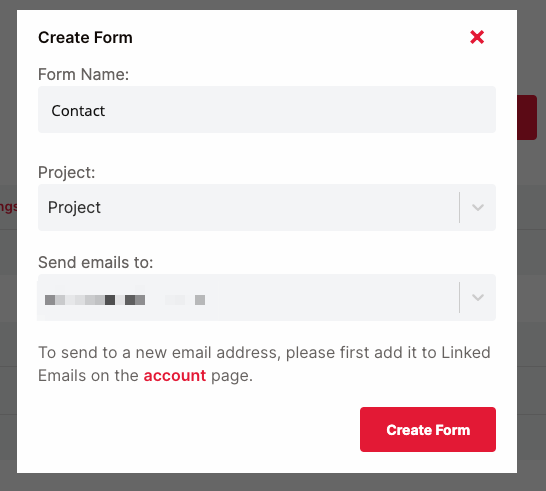 Create Form
Form Name:
Contact
Project:
Project
Send emails to:
To send to a new email address, please first add it to Linked
Emails on the account page.
Create Form